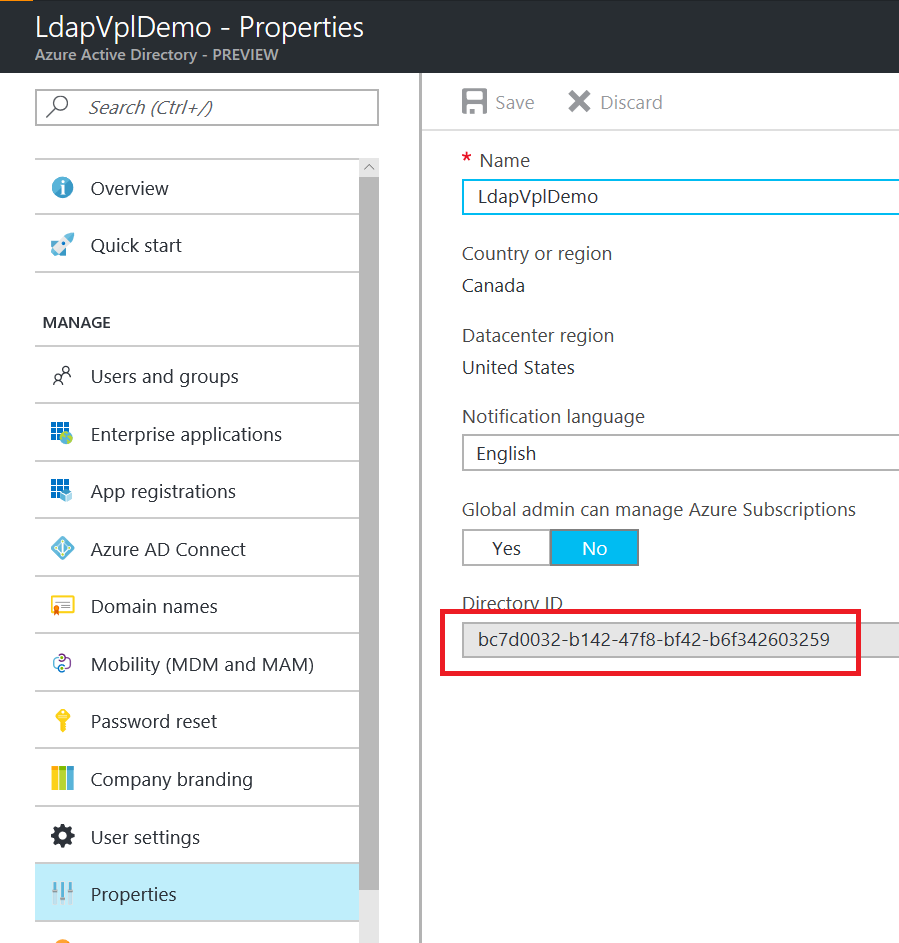 LdapVplDemo - Properties
Azure Active Directory - PREVIEW
Search (Ctrl+/)
Overview
Quick start
MANAGE
Users and groups
Enterprise applications
App registrations
Azure AD Connect
Domain names
Mobility (MDM and MAM)
Password reset
Company branding
User settings
Properties
Save
Discard
* Name
LdapVplDemo
Country or region
Canada
Datacenter region
United States
Notification language
English
Global admin can manage Azure Subscriptions
Yes
No
Directory ID
bc7d0032-b142-47f8-bf42-b6f342603259